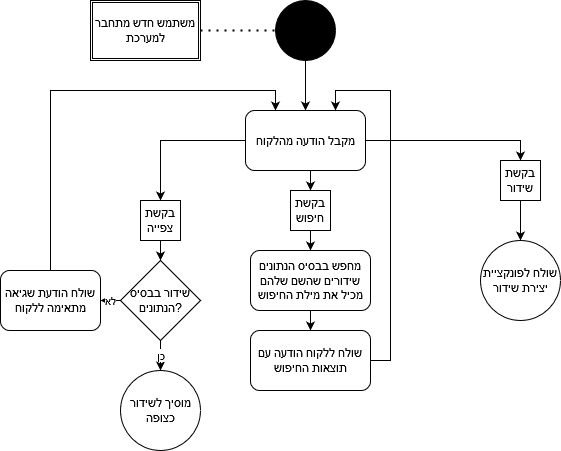 משתמש חדש מתחבר
למערכת
מקבל הודעה מהלקוח
בקשת
שידור
בקשת
חיפוש
בקשת
צפייה
שולח לפונקציית
יצירת שידור
מחפש בבסיס הנתונים
שידורים שהשם שלהם
מכיל את מילת החיפוש
שידור בבסיס
הנתונים?
לא
שולח הודעת שגיאה
מתאימה ללקוח
שולח ללקוח הודעה עם
תוצאות החיפוש
כן
מוסיך לשידור
כצופה